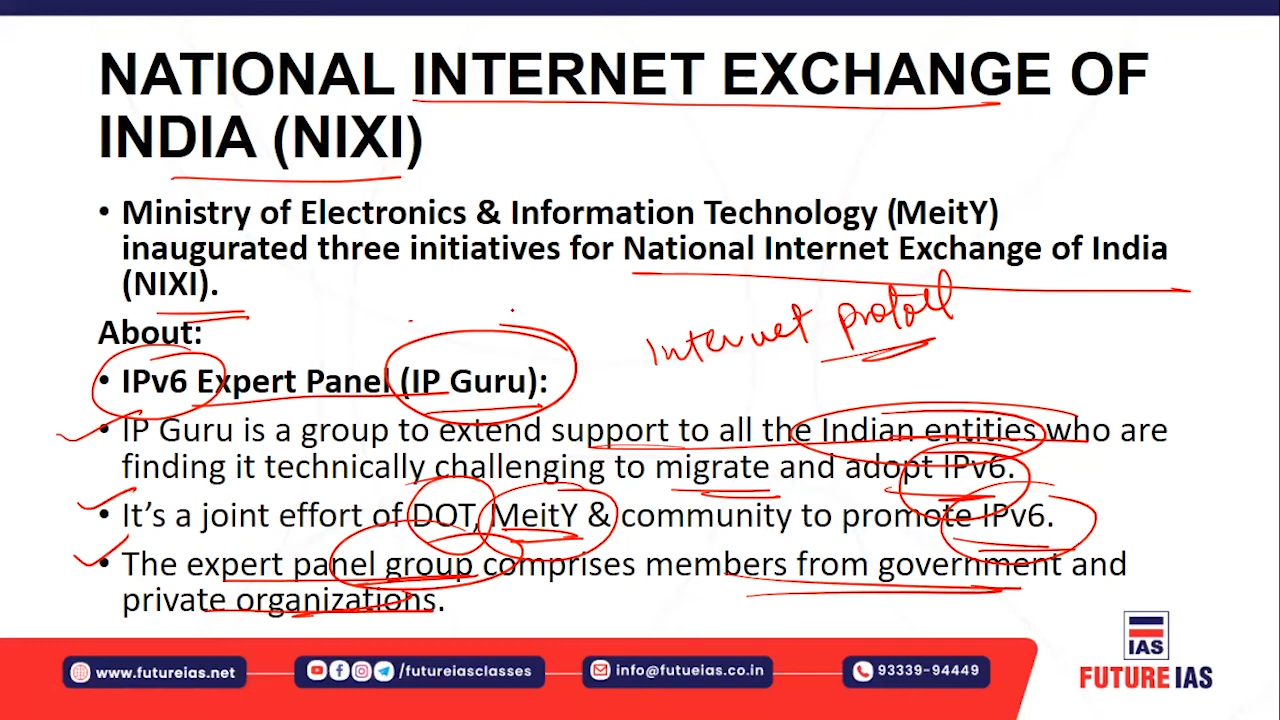 NATIONAL INTERNET EXCHANGE OF
INDIA (NIXI)
• Ministry of Electronics & Information Technology (MeitY)
inaugurated three initiatives for National Internet Exchange of India
(NIXI).
Internet protocol
About:
• IPv6 Expert Panel (IP Guru):
• IP Guru is a group to extend support to all the Indian entities who are
finding it technically challenging to migrate and adopt IPv6.
• It's a joint effort of DOT, MeitY & community to promote IPv6.
• The expert panel group comprises members from government and
private organizations.
www.futureias.net
/futureiasclasses
info@futueias.co.in
93339-94449
IAS
FUTURE IAS